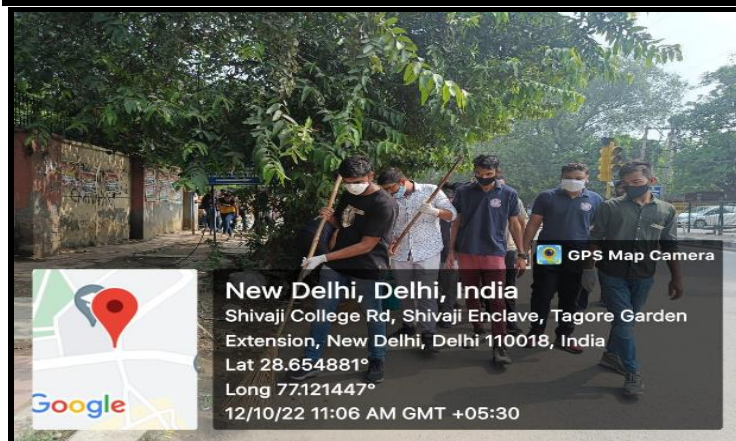 GPS Map Camera
New Delhi, Delhi, India
Shivaji College Rd, Shivaji Enclave, Tagore Garden
Extension, New Delhi, Delhi 110018, India
Lat 28.654881°
Long 77.121447°
12/10/22 11:06 AM GMT +05:30
Google